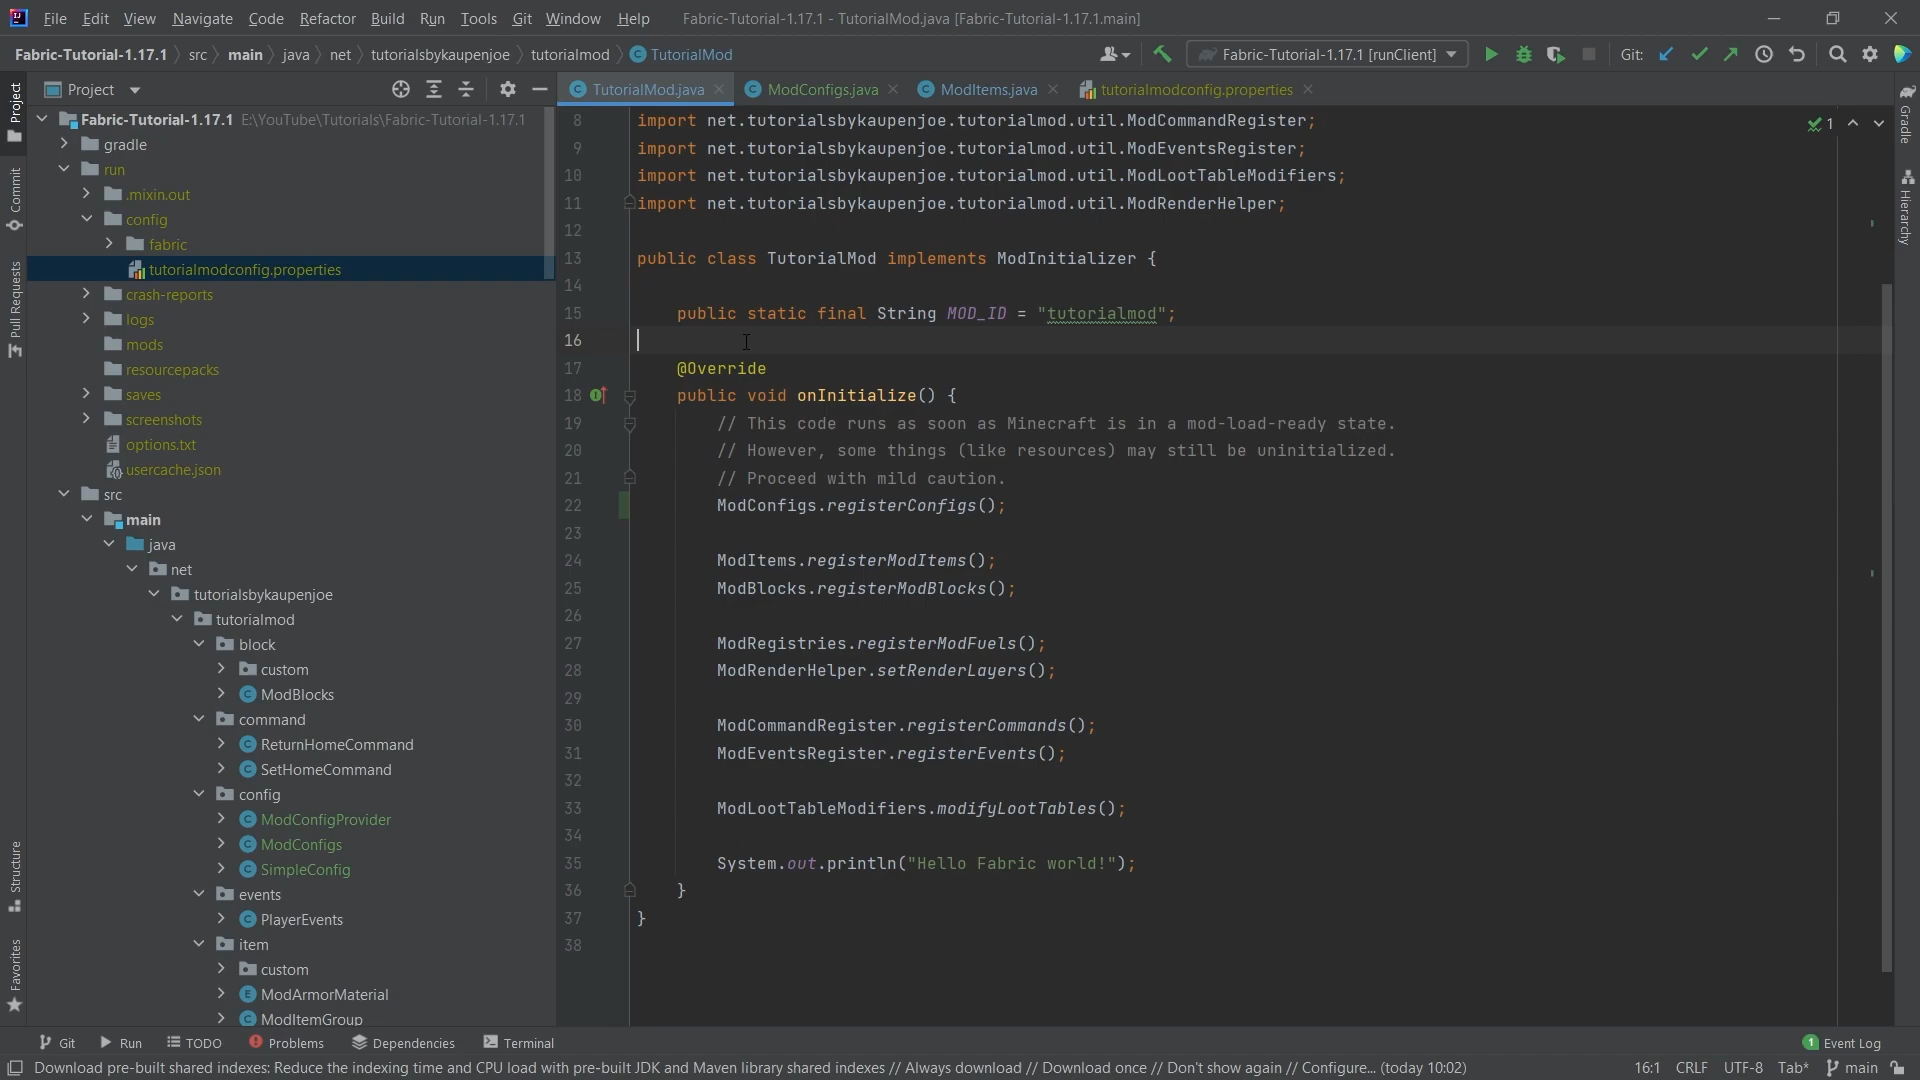 File Edit View Navigate Code Refactor Build Run Tools Git Window Help Fabric-Tutorial-1.17.1 - TutorialMod.java [Fabric-Tutorial-1.17.1.main]
Fabric-Tutorial-1.17.1 src main java net tutorialsbykaupenjoe tutorialmod TutorialMod Fabric-Tutorial-1.17.1 [runClient] Git:
Project TutorialMod.java ModConfigs.java ModItems.java tutorialmodconfig.properties
Project
Commit
Pull Requests
Structure
Favorites
Fabric-Tutorial-1.17.1 E:\YouTube\Tutorials\Fabric-Tutorial-1.17.1
gradle
run
.mixin.out
config
fabric
tutorialmodconfig.properties
crash-reports
logs
mods
resourcepacks
saves
screenshots
options.txt
usercache.json
src
main
java
net
tutorialsbykaupenjoe
tutorialmod
block
custom
ModBlocks
command
ReturnHomeCommand
SetHomeCommand
config
ModConfigProvider
ModConfigs
SimpleConfig
events
PlayerEvents
item
custom
ModArmorMaterial
ModItemGroup
8 import net.tutorialsbykaupenjoe.tutorialmod.util.ModCommandRegister;
9 import net.tutorialsbykaupenjoe.tutorialmod.util.ModEventsRegister;
10 import net.tutorialsbykaupenjoe.tutorialmod.util.ModLootTableModifiers;
11 import net.tutorialsbykaupenjoe.tutorialmod.util.ModRenderHelper;
12
13 public class TutorialMod implements ModInitializer {
14
15 public static final String MOD_ID = "tutorialmod";
16
17 @Override
18 public void onInitialize() {
19 // This code runs as soon as Minecraft is in a mod-load-ready state.
20 // However, some things (like resources) may still be uninitialized.
21 // Proceed with mild caution.
22 ModConfigs.registerConfigs();
23
24 ModItems.registerModItems();
25 ModBlocks.registerModBlocks();
26
27 ModRegistries.registerModFuels();
28 ModRenderHelper.setRenderLayers();
29
30 ModCommandRegister.registerCommands();
31 ModEventsRegister.registerEvents();
32
33 ModLootTableModifiers.modifyLootTables();
34
35 System.out.println("Hello Fabric world!");
36 }
37 }
38
1
Gradle
Hierarchy
Git Run TODO Problems Dependencies Terminal 1 Event Log
Download pre-built shared indexes: Reduce the indexing time and CPU load with pre-built JDK and Maven library shared indexes // Always download // Download once // Don't show again // Configure... (today 10:02) 16:1 CRLF UTF-8 Tab* main